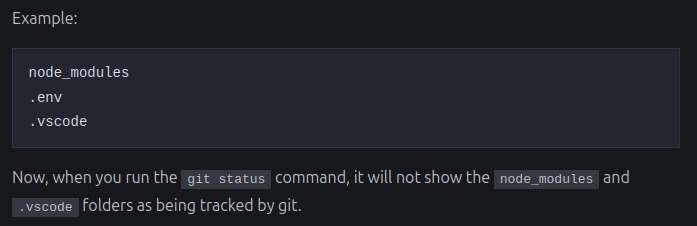 Example:
node_modules
.env
.vscode
Now, when you run the git status command, it will not show the node_modules and
.vscode folders as being tracked by git.